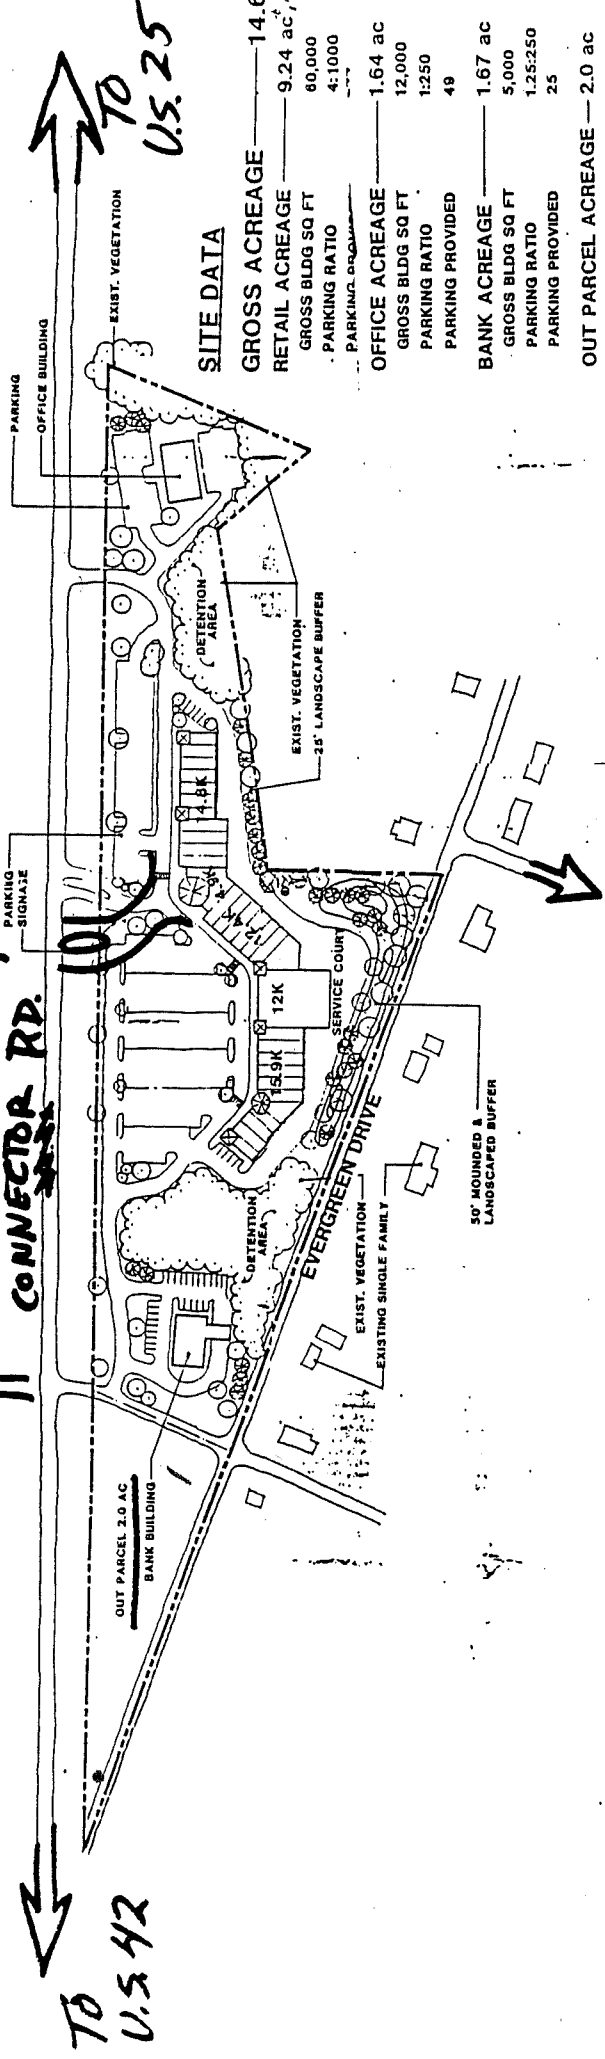 TO
U.S. 42
TO
U.S. 25
CONNECTOR RD.
PARKING
SIGNAGE
PARKING
OFFICE BUILDING
EXIST. VEGETATION
OUT PARCEL 2.0 AC
BANK BUILDING
DETENTION
AREA
DETENTION
AREA
15.9K
12K
14.8K
SERVICE COURT
EXIST. VEGETATION
25' LANDSCAPE BUFFER
EVERGREEN DRIVE
EXIST. VEGETATION
EXISTING SINGLE FAMILY
50' MOUNDED &
LANDSCAPED BUFFER
SITE DATA
GROSS ACREAGE — 14.6
RETAIL ACREAGE — 9.24 ac
GROSS BLDG SQ FT 60,000
PARKING RATIO 4:1000
PARKING
OFFICE ACREAGE — 1.64 ac
GROSS BLDG SQ FT 12,000
PARKING RATIO 1:250
PARKING PROVIDED 49
BANK ACREAGE — 1.67 ac
GROSS BLDG SQ FT 5,000
PARKING RATIO 1.25:250
PARKING PROVIDED 25
OUT PARCEL ACREAGE — 2.0 ac